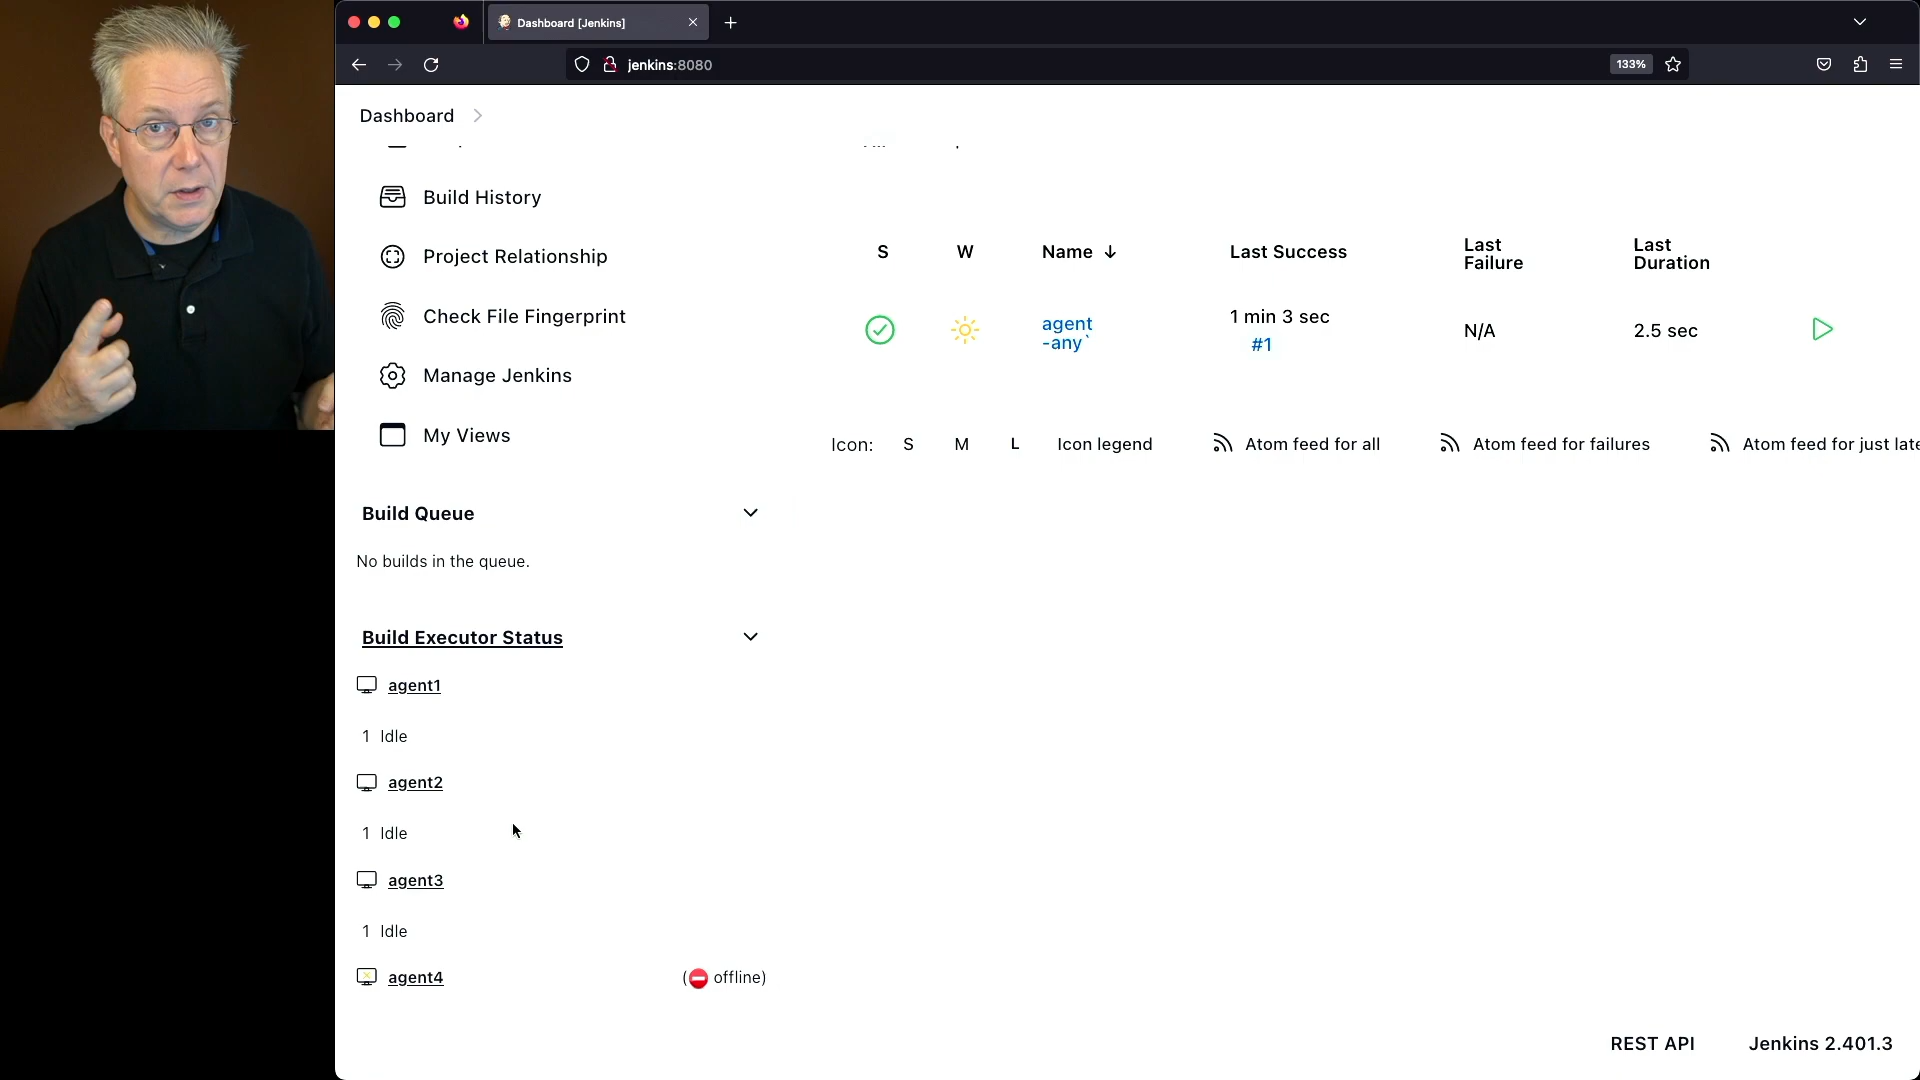 Dashboard [Jenkins]
jenkins:8080
133%
Dashboard
Build History
Project Relationship
Check File Fingerprint
Manage Jenkins
My Views
S W Name ↓ Last Success Last Failure Last Duration
agent
-any`
1 min 3 sec
#1
N/A
2.5 sec
Icon: S M L Icon legend Atom feed for all Atom feed for failures Atom feed for just late
Build Queue
No builds in the queue.
Build Executor Status
agent1
1 Idle
agent2
1 Idle
agent3
1 Idle
agent4 (offline)
REST API Jenkins 2.401.3